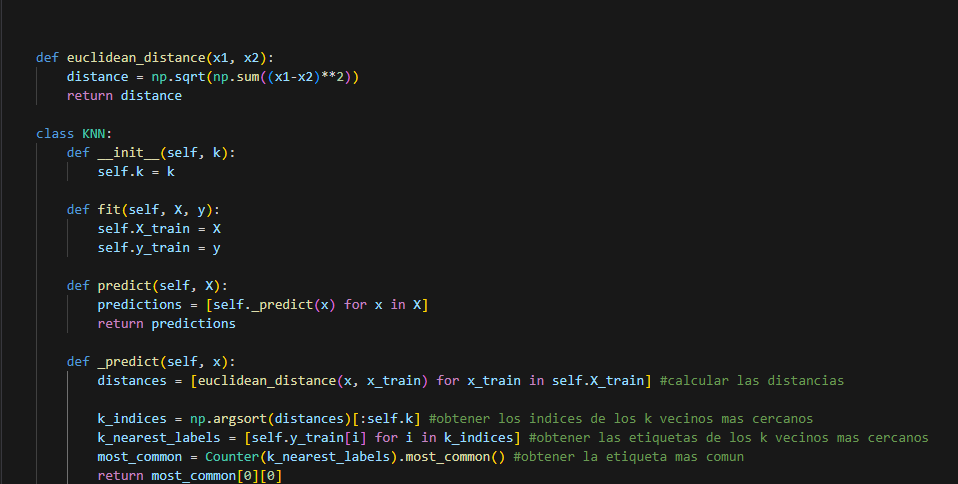 def euclidean_distance(x1, x2):
    distance = np.sqrt(np.sum((x1-x2)**2))
    return distance

class KNN:
    def __init__(self, k):
        self.k = k

    def fit(self, X, y):
        self.X_train = X
        self.y_train = y

    def predict(self, X):
        predictions = [self._predict(x) for x in X]
        return predictions

    def _predict(self, x):
        distances = [euclidean_distance(x, x_train) for x_train in self.X_train] #calcular las distancias

        k_indices = np.argsort(distances)[:self.k] #obtener los indices de los k vecinos mas cercanos
        k_nearest_labels = [self.y_train[i] for i in k_indices] #obtener las etiquetas de los k vecinos mas cercanos
        most_common = Counter(k_nearest_labels).most_common() #obtener la etiqueta mas comun
        return most_common[0][0]